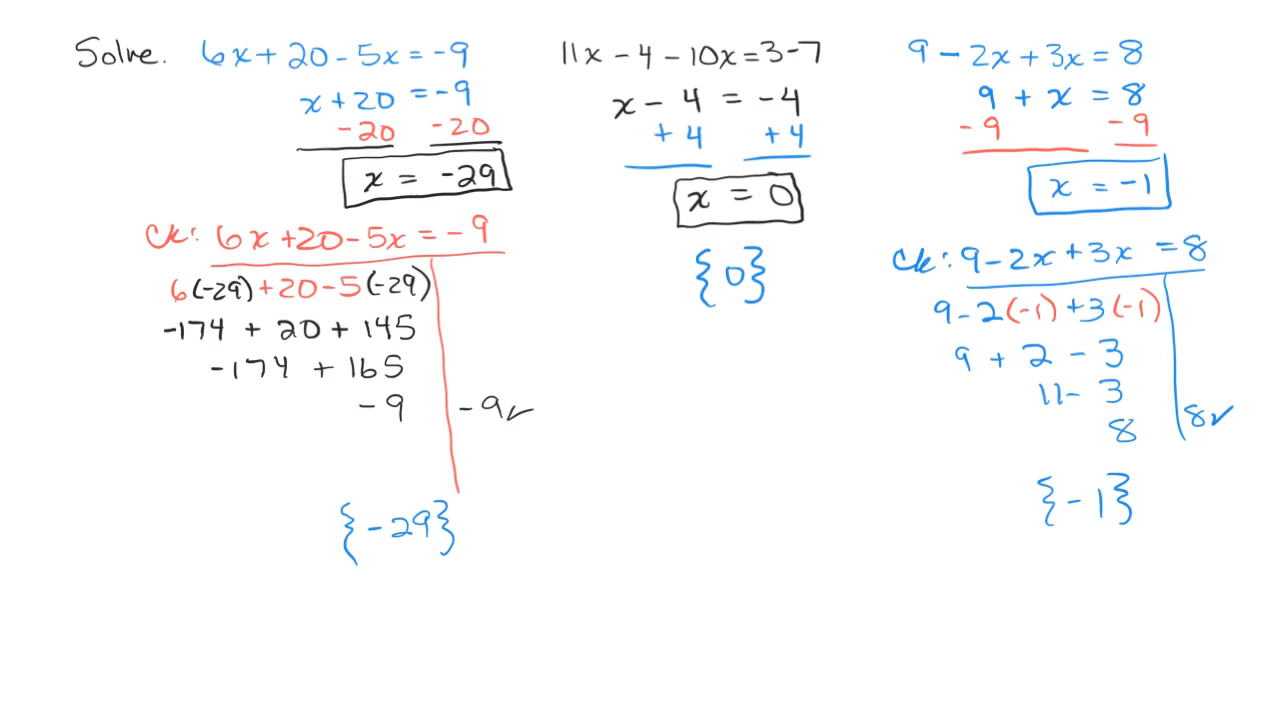 Solve. 6x + 20 - 5x = -9
x + 20 = -9
-20 -20
x = -29
Ck: 6x + 20 - 5x = -9
6(-29) + 20 - 5(-29)
-174 + 20 + 145
-174 + 165
-9 -9✓
{-29}
11x - 4 - 10x = 3 - 7
x - 4 = -4
+4 +4
x = 0
{0}
9 - 2x + 3x = 8
9 + x = 8
-9 -9
x = -1
Ck: 9 - 2x + 3x = 8
9 - 2(-1) + 3(-1)
9 + 2 - 3
11 - 3
8 8✓
{-1}